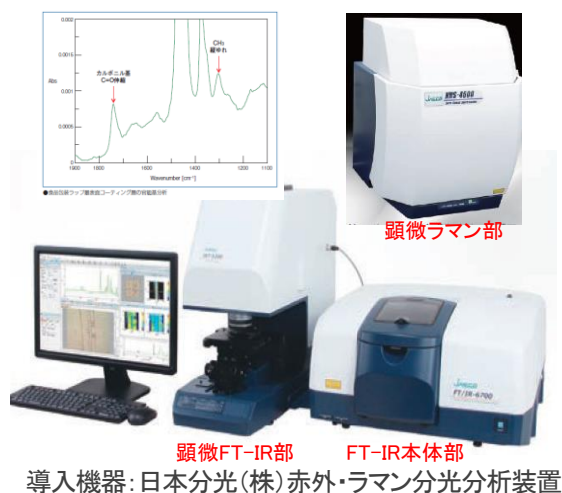 0.002
0.0015
Abs
0.001
0.0005
0
カルボニル基
C=O伸縮
CH₃
縦ゆれ
1900 1800 1600 1400 1200 1100
Wavenumber [cm⁻¹]
JASCO
NRS-4500
顕微ラマン部
JASCO
FT/IR-6700
顕微FT-IR部
FT-IR本体部
導入機器:日本分光(株)赤外・ラマン分光分析装置